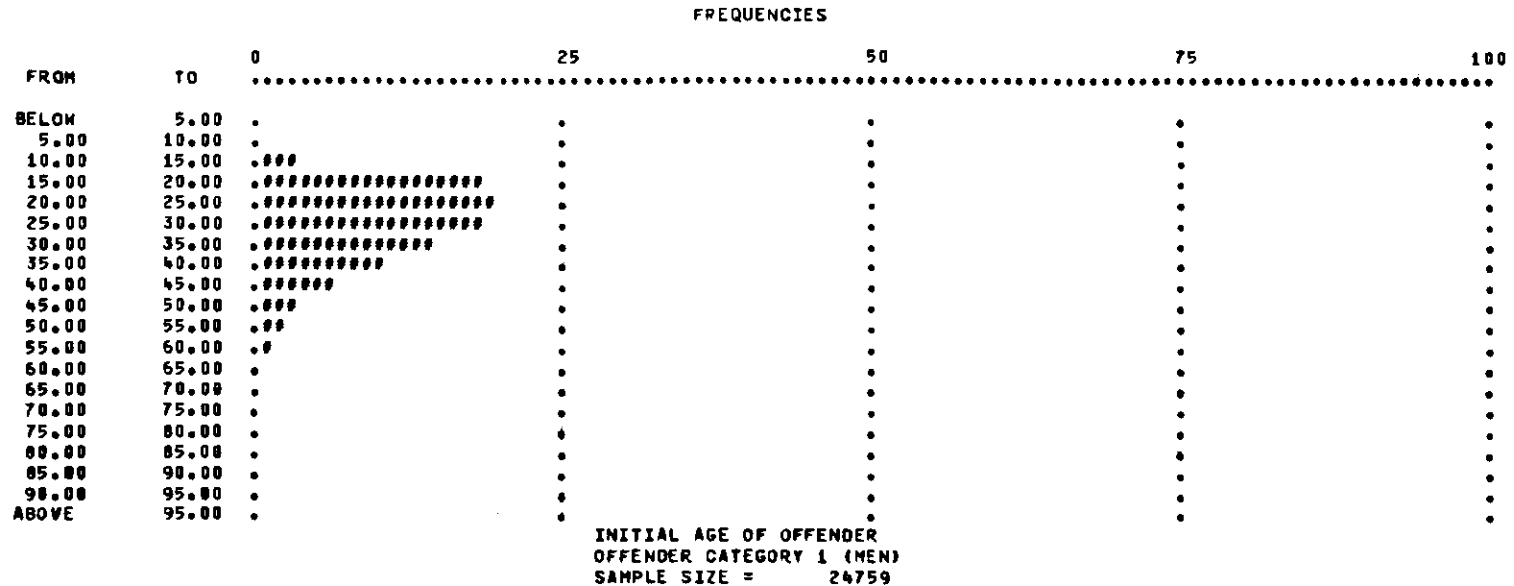 FREQUENCIES
0 25 50 75 100
FROM TO
BELOW 5.00
5.00 10.00
10.00 15.00 .###
15.00 20.00 .##################
20.00 25.00 .###################
25.00 30.00 .##################
30.00 35.00 .##############
35.00 40.00 .##########
40.00 45.00 .######
45.00 50.00 .###
50.00 55.00 .##
55.00 60.00 .#
60.00 65.00
65.00 70.00
70.00 75.00
75.00 80.00
80.00 85.00
85.00 90.00
90.00 95.00
ABOVE 95.00
INITIAL AGE OF OFFENDER
OFFENDER CATEGORY 1 (MEN)
SAMPLE SIZE = 24759